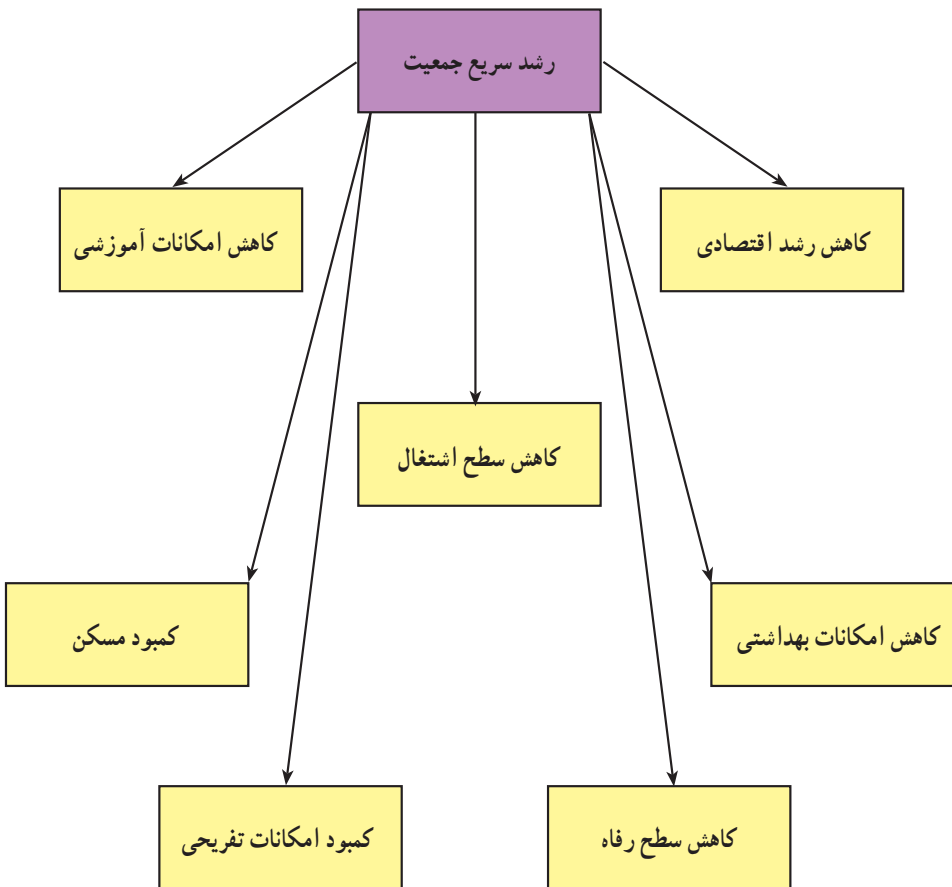 رشد سریع جمعیت
کاهش رشد اقتصادی
کاهش امکانات آموزشی
کاهش سطح اشتغال
کاهش امکانات بهداشتی
کمبود مسکن
کاهش سطح رفاه
کمبود امکانات تفریحی